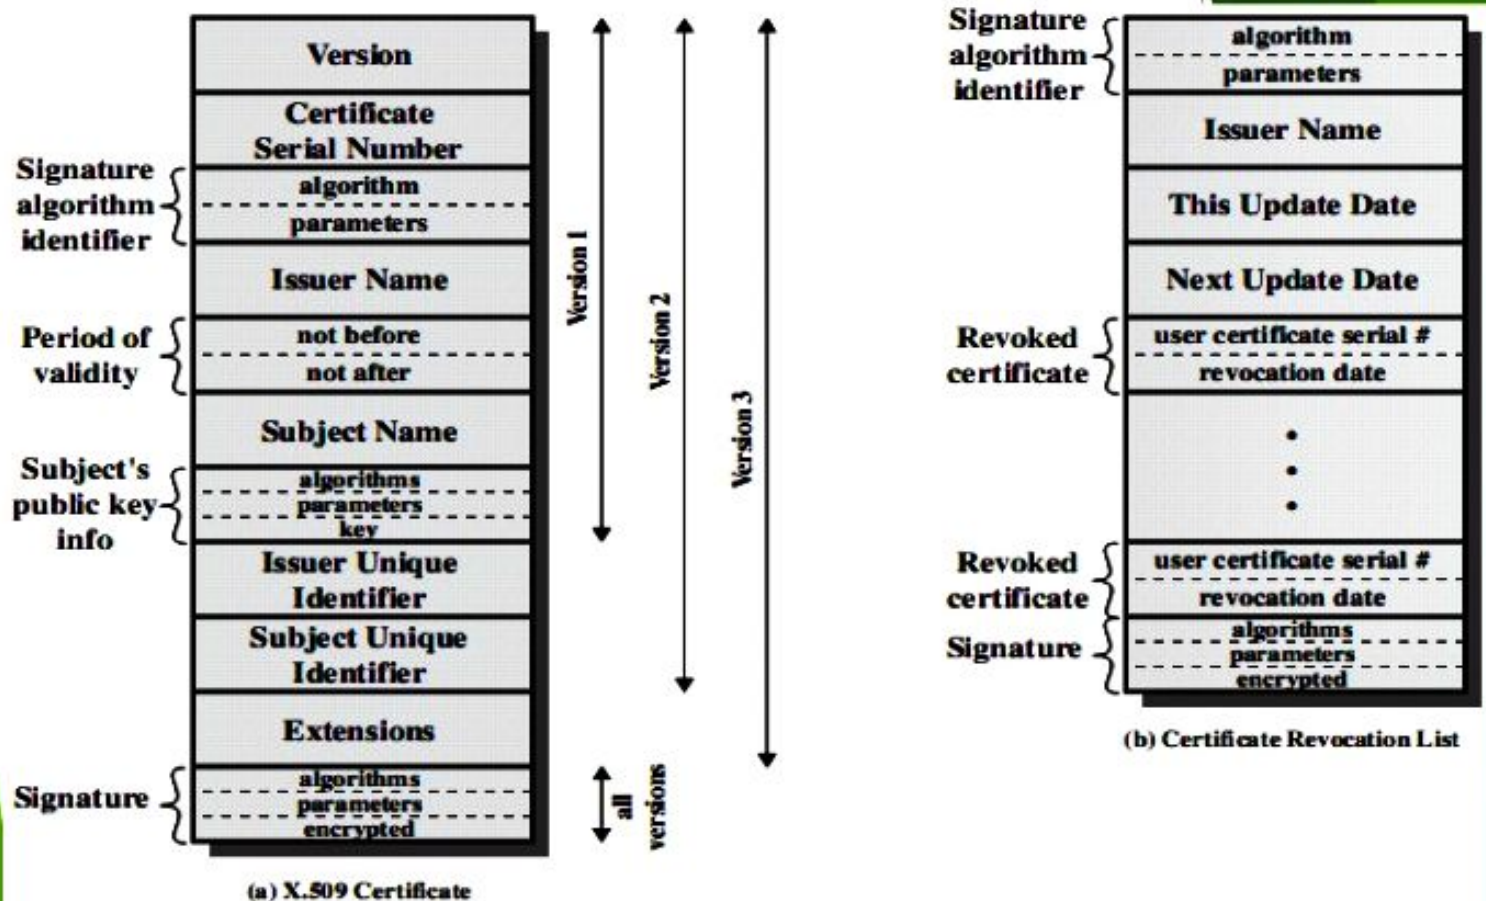 Version
Certificate
Serial Number
Signature
algorithm
identifier
algorithm
parameters
Issuer Name
Period of
validity
not before
not after
Subject Name
Subject's
public key
info
algorithms
parameters
key
Issuer Unique
Identifier
Subject Unique
Identifier
Extensions
Signature
algorithms
parameters
encrypted
Version 1
Version 2
Version 3
all
versions
(a) X.509 Certificate
Signature
algorithm
identifier
algorithm
parameters
Issuer Name
This Update Date
Next Update Date
Revoked
certificate
user certificate serial #
revocation date
Revoked
certificate
user certificate serial #
revocation date
Signature
algorithms
parameters
encrypted
(b) Certificate Revocation List